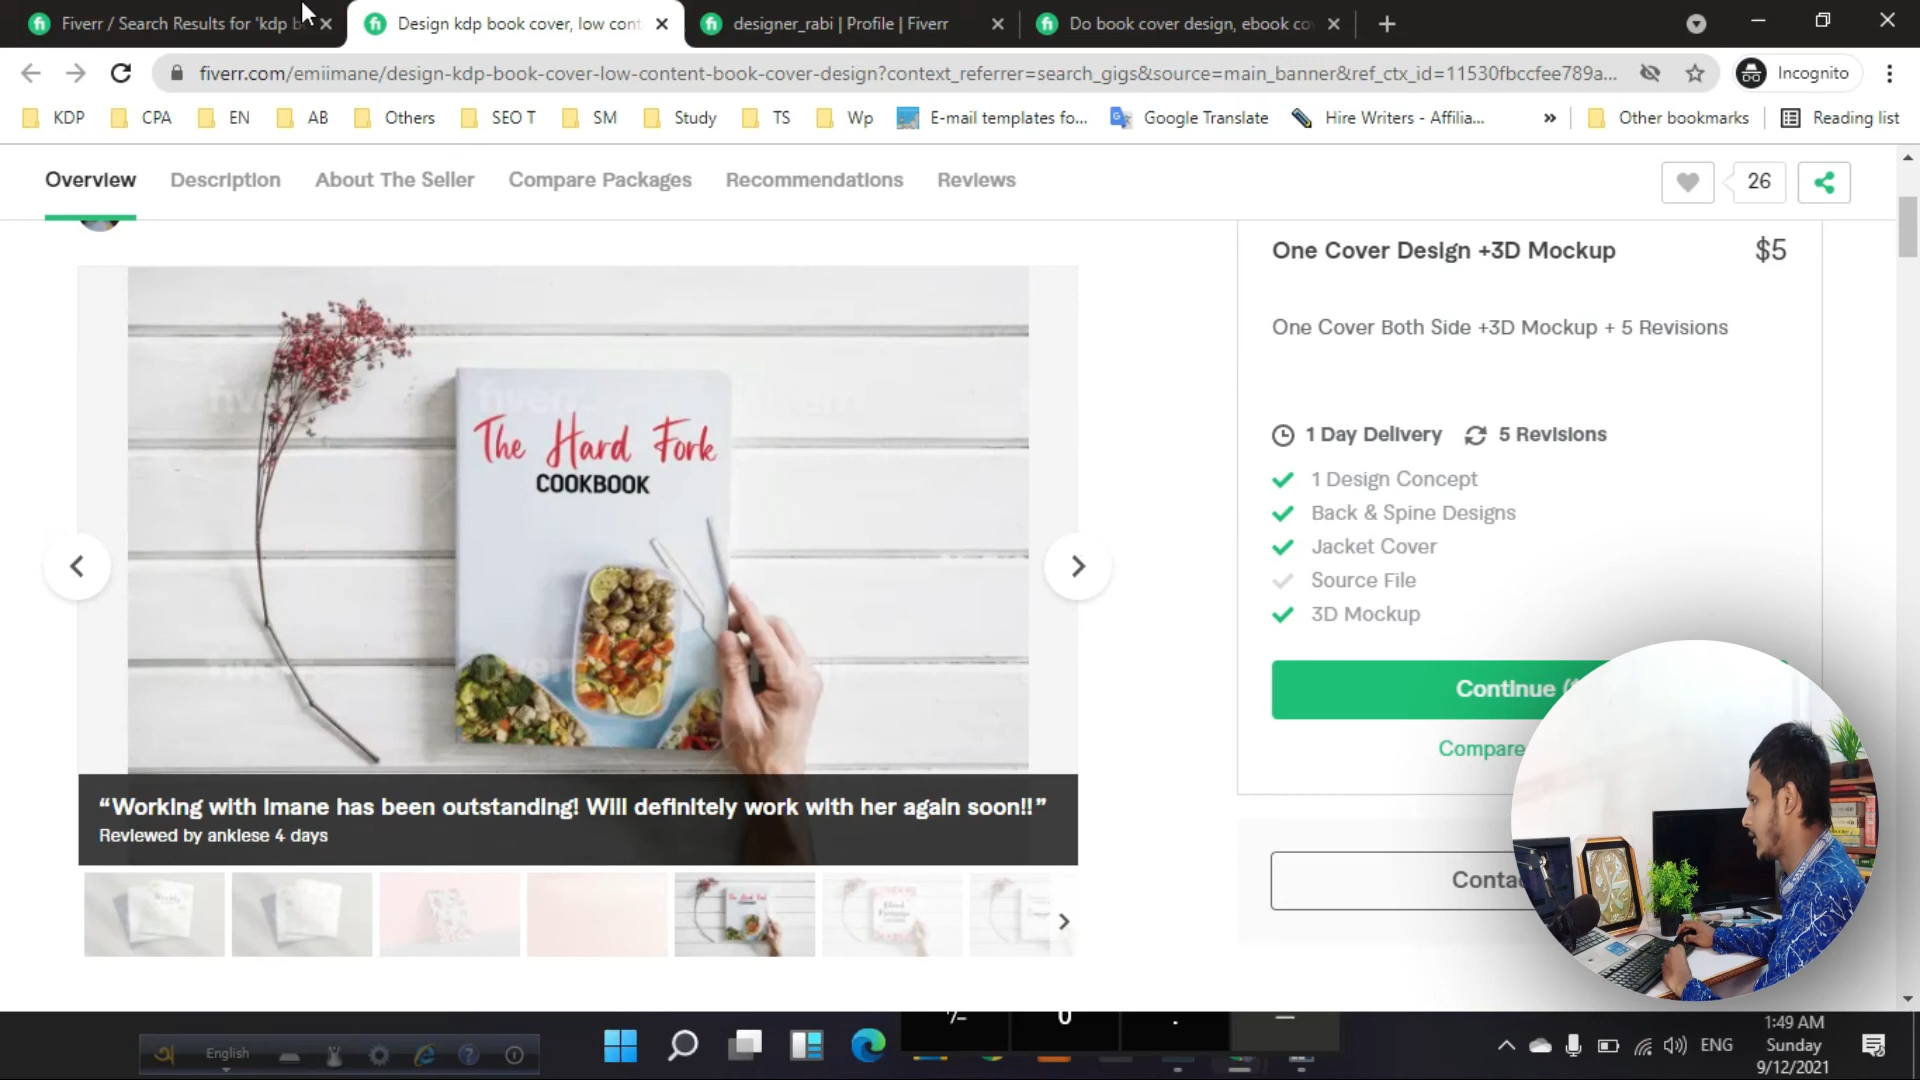 Fiverr / Search Results for 'kdp b
Design kdp book cover, low cont
designer_rabi | Profile | Fiverr
Do book cover design, ebook co
fiverr.com/emiimane/design-kdp-book-cover-low-content-book-cover-design?context_referrer=search_gigs&source=main_banner&ref_ctx_id=11530fbccfee789a...
Incognito
KDP
CPA
EN
AB
Others
SEO T
SM
Study
TS
Wp
E-mail templates fo...
Google Translate
Hire Writers - Affilia...
»
Other bookmarks
Reading list
Overview
Description
About The Seller
Compare Packages
Recommendations
Reviews
26
One Cover Design +3D Mockup
$5
One Cover Both Side +3D Mockup + 5 Revisions
1 Day Delivery
5 Revisions
1 Design Concept
Back & Spine Designs
Jacket Cover
Source File
3D Mockup
Continue (
Compare
Contac
The Hard Fork
COOKBOOK
“Working with Imane has been outstanding! Will definitely work with her again soon!!”
Reviewed by anklese 4 days
English
0
ENG
1:49 AM
Sunday
9/12/2021